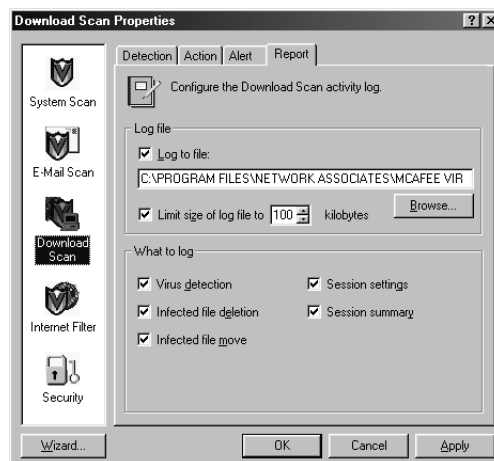 Download Scan Properties
Detection Action Alert Report
System Scan
E-Mail Scan
Download
Scan
Internet Filter
Security
Configure the Download Scan activity log.
Log file
Log to file:
C:\PROGRAM FILES\NETWORK ASSOCIATES\MCAFEE VIR
Limit size of log file to 100 kilobytes
Browse...
What to log
Virus detection
Session settings
Infected file deletion
Session summary
Infected file move
Wizard...
OK
Cancel
Apply